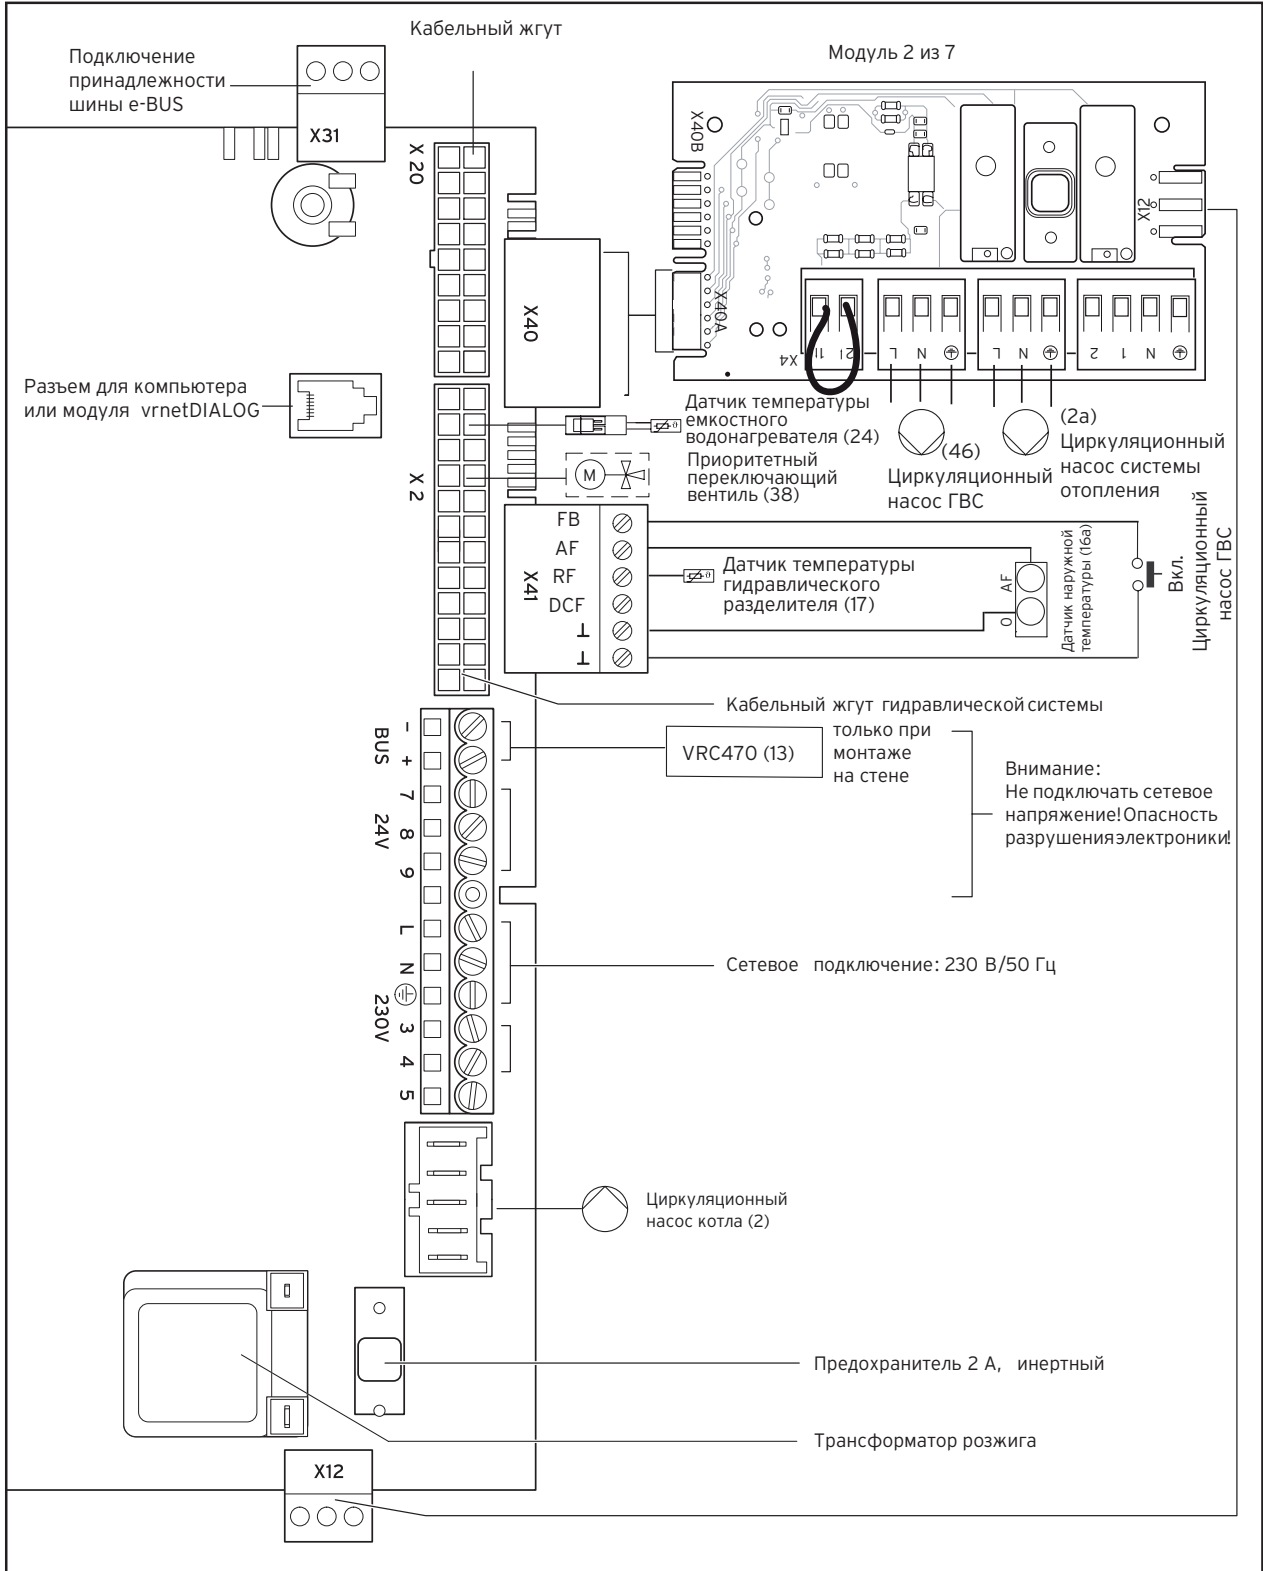 Кабельный жгут
Модуль 2 из 7
Подключение
принадлежности
шины e-BUS
X31
X 20
X40B
X12
X40
X40A
X4
L
N
L
N
2
1
N
Разъем для компьютера
или модуля vrnetDIALOG
X 2
Датчик температуры
емкостного
водонагревателя (24)
Приоритетный
переключающий
вентиль (38)
M
(46)
Циркуляционный
насос ГВС
(2a)
Циркуляционный
насос системы
отопления
X41
FB
AF
RF
DCF
Датчик температуры
гидравлического
разделителя (17)
AF
O
Датчик наружной
температуры (16a)
Вкл.
Циркуляционный
насос ГВС
Кабельный жгут гидравлической системы
BUS
-
+
VRC470 (13)
только при
монтаже
на стене
Внимание:
Не подключать сетевое
напряжение! Опасность
разрушения электроники!
24V
7
8
9
L
N
230V
3
4
5
Сетевое подключение: 230 В/50 Гц
Циркуляционный
насос котла (2)
Предохранитель 2 А, инертный
Трансформатор розжига
X12